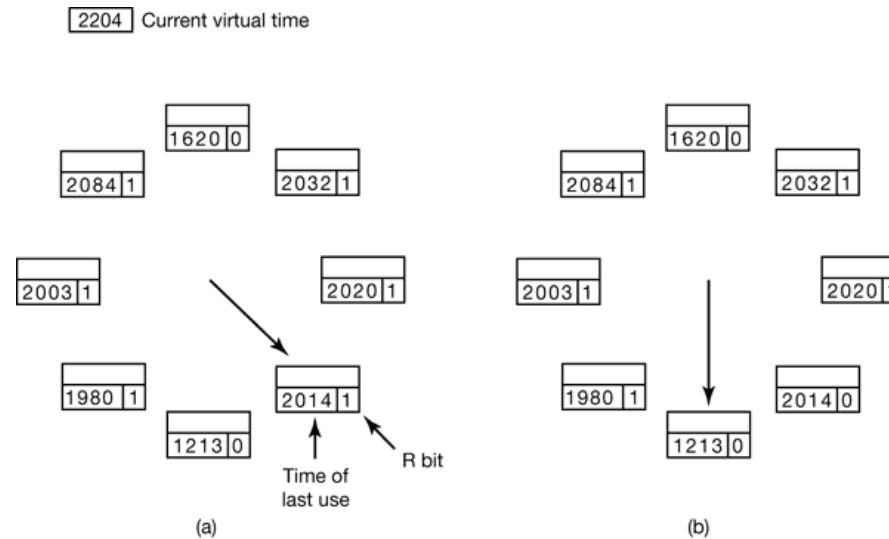 2204 Current virtual time
1620 0
2084 1
2032 1
2003 1
2020 1
1980 1
2014 1
1213 0
Time of
last use
R bit
(a)
1620 0
2084 1
2032 1
2003 1
2020 1
1980 1
2014 0
1213 0
(b)